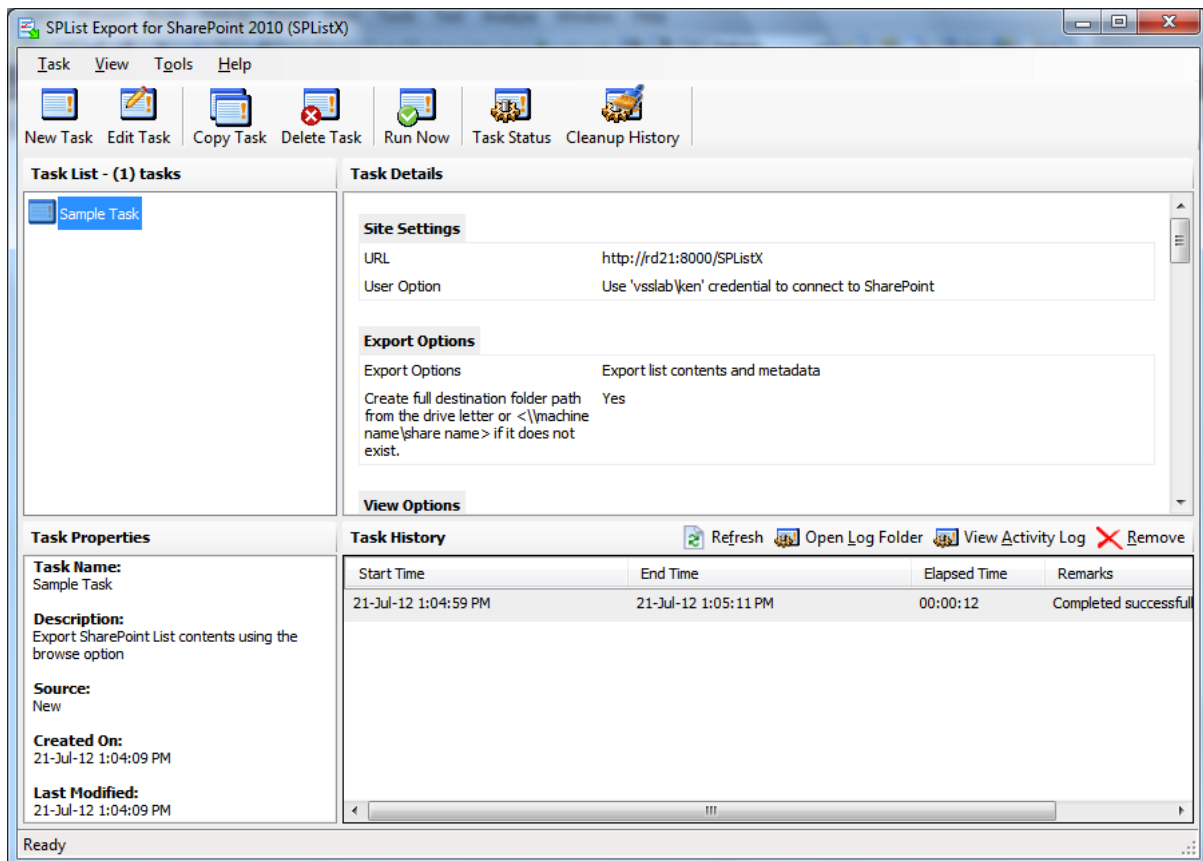 SPList Export for SharePoint 2010 (SPListX)
Task View Tools Help
New Task Edit Task Copy Task Delete Task Run Now Task Status Cleanup History
Task List - (1) tasks
Sample Task
Task Details
Site Settings
URL http://rd21:8000/SPListX
User Option Use 'vsslab\ken' credential to connect to SharePoint
Export Options
Export Options Export list contents and metadata
Create full destination folder path Yes
from the drive letter or <\\machine
name\share name> if it does not
exist.
View Options
Task Properties
Task Name:
Sample Task
Description:
Export SharePoint List contents using the
browse option
Source:
New
Created On:
21-Jul-12 1:04:09 PM
Last Modified:
21-Jul-12 1:04:09 PM
Task History Refresh Open Log Folder View Activity Log Remove
Start Time End Time Elapsed Time Remarks
21-Jul-12 1:04:59 PM 21-Jul-12 1:05:11 PM 00:00:12 Completed successfull
Ready